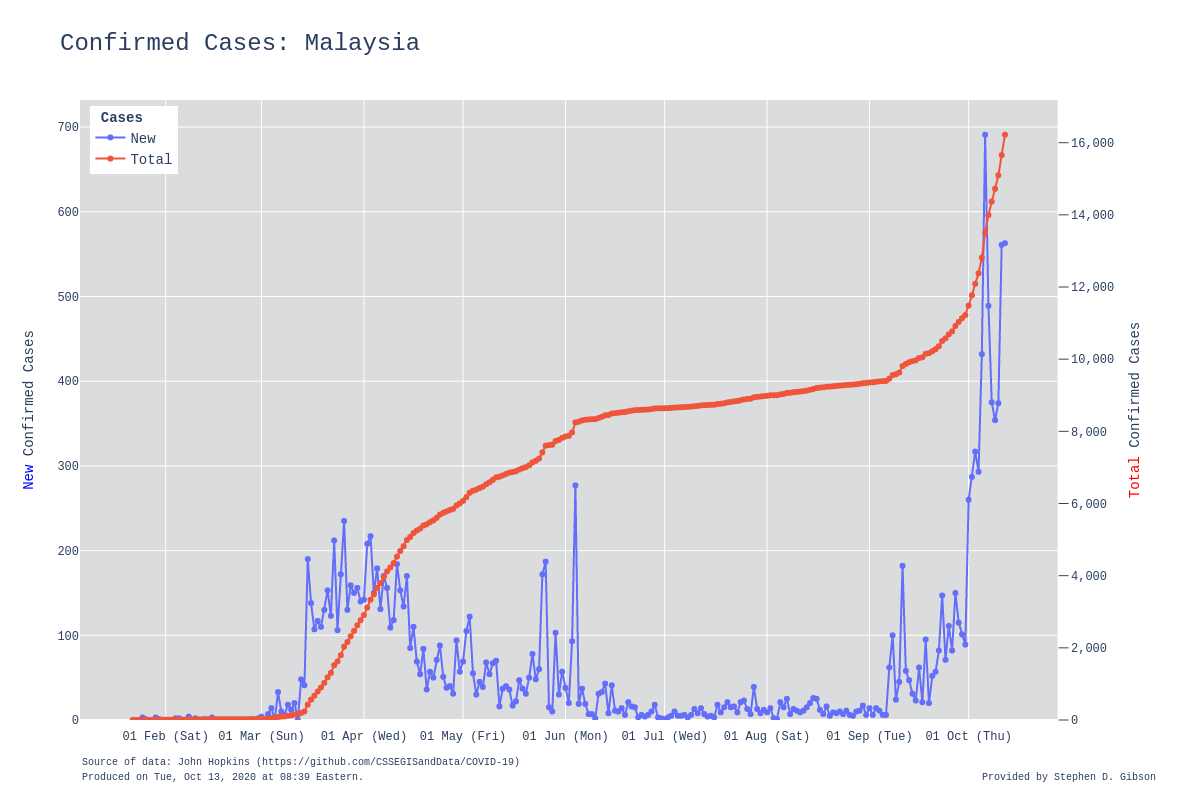 Confirmed Cases: Malaysia
Cases
New
Total
700
600
500
400
300
200
100
0
16,000
14,000
12,000
10,000
8,000
6,000
4,000
2,000
0
New Confirmed Cases
Total Confirmed Cases
01 Feb (Sat) 01 Mar (Sun) 01 Apr (Wed) 01 May (Fri) 01 Jun (Mon) 01 Jul (Wed) 01 Aug (Sat) 01 Sep (Tue) 01 Oct (Thu)
Source of data: John Hopkins (https://github.com/CSSEGISandData/COVID-19)
Produced on Tue, Oct 13, 2020 at 08:39 Eastern.
Provided by Stephen D. Gibson